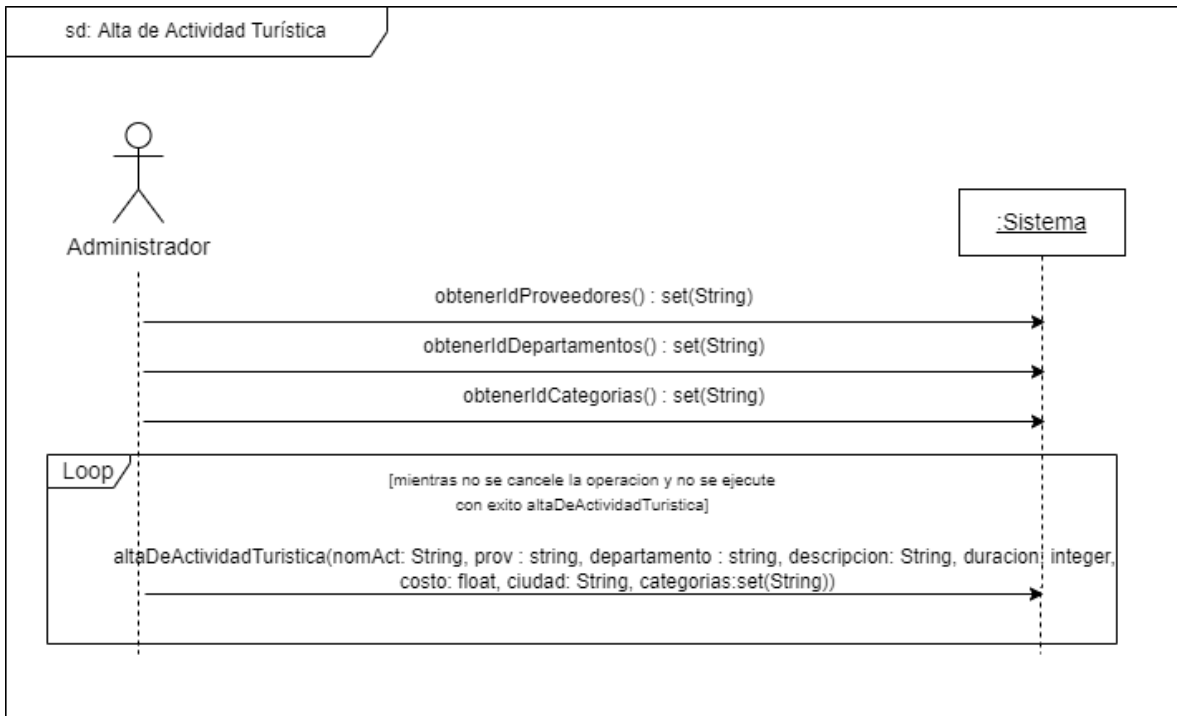 sd: Alta de Actividad Turística
Administrador
:Sistema
obtenerIdProveedores() : set(String)
obtenerIdDepartamentos() : set(String)
obtenerIdCategorias() : set(String)
Loop
[mientras no se cancele la operacion y no se ejecute
con exito altaDeActividadTuristica]
altaDeActividadTuristica(nomAct: String, prov : string, departamento : string, descripcion: String, duracion: integer,
costo: float, ciudad: String, categorias:set(String))